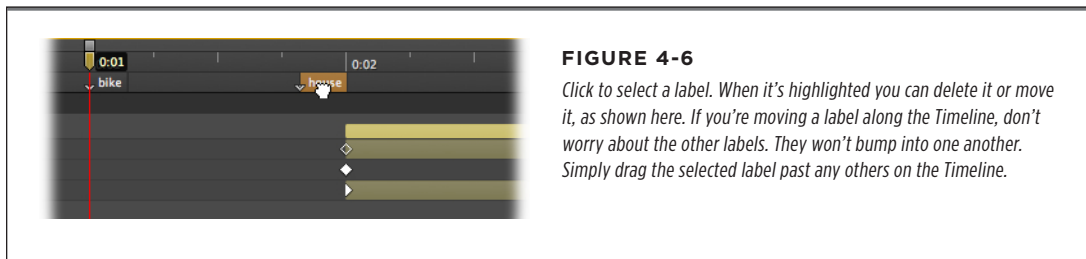 0:01
0:02
bike
house
FIGURE 4-6
Click to select a label. When it's highlighted you can delete it or move
it, as shown here. If you're moving a label along the Timeline, don't
worry about the other labels. They won't bump into one another.
Simply drag the selected label past any others on the Timeline.